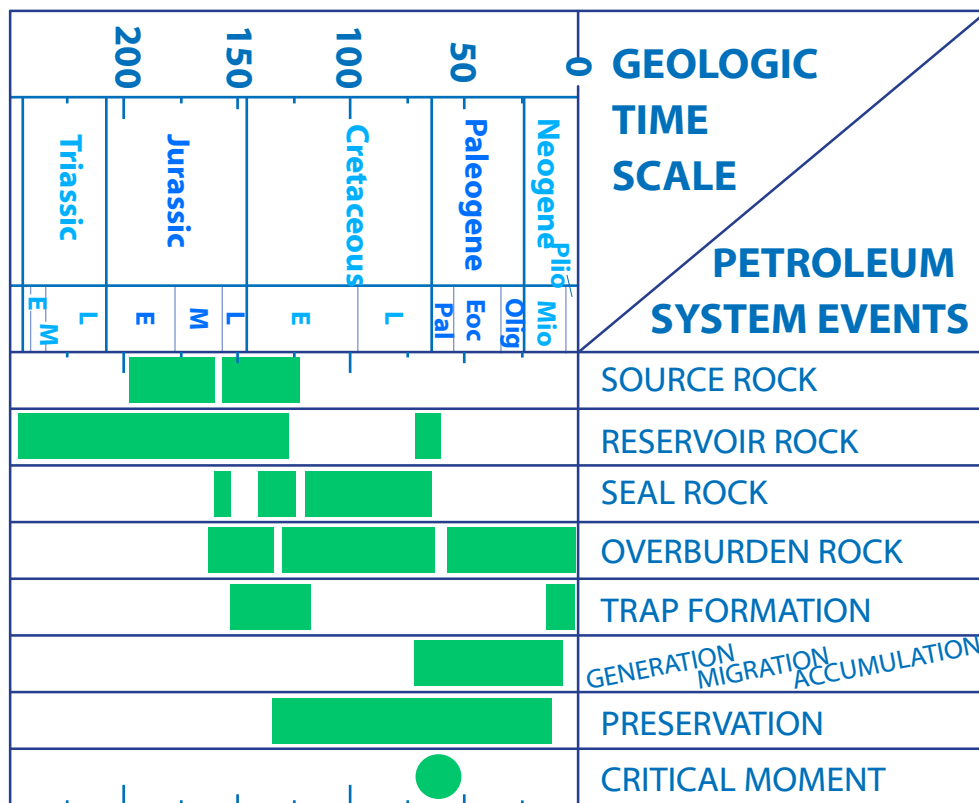 200
150
100
50
0
GEOLOGIC
TIME
SCALE
PETROLEUM
SYSTEM EVENTS
Triassic
Jurassic
Cretaceous
Paleogene
Neogene
E
M
L
E
M
L
E
L
Pal
Eoc
Olig
Mio
Plio
SOURCE ROCK
RESERVOIR ROCK
SEAL ROCK
OVERBURDEN ROCK
TRAP FORMATION
GENERATION MIGRATION ACCUMULATION
PRESERVATION
CRITICAL MOMENT